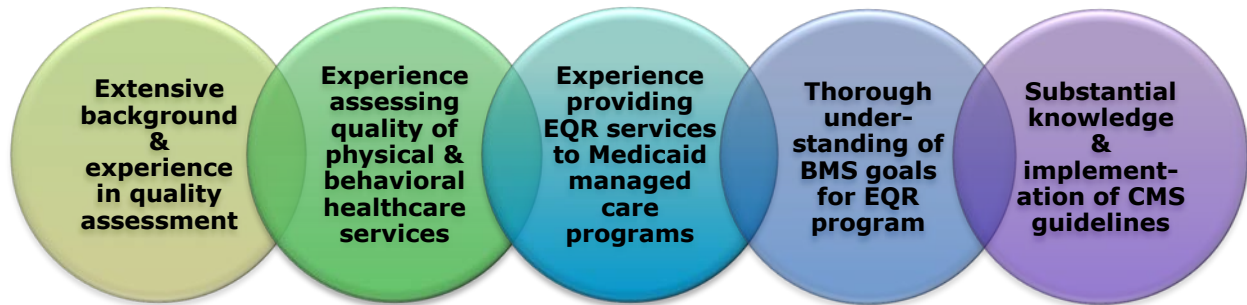 Extensive
background
&
experience
in quality
assessment
Experience
assessing
quality of
physical &
behavioral
healthcare
services
Experience
providing
EQR services
to Medicaid
managed
care
programs
Thorough
under-
standing of
BMS goals
for EQR
program
Substantial
knowledge
&
implement-
ation of CMS
guidelines